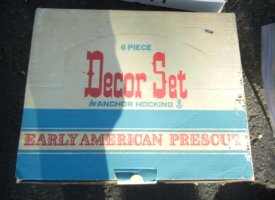 6 PIECE
Decor Set
by ANCHOR HOCKING
EARLY AMERICAN PRESCUT